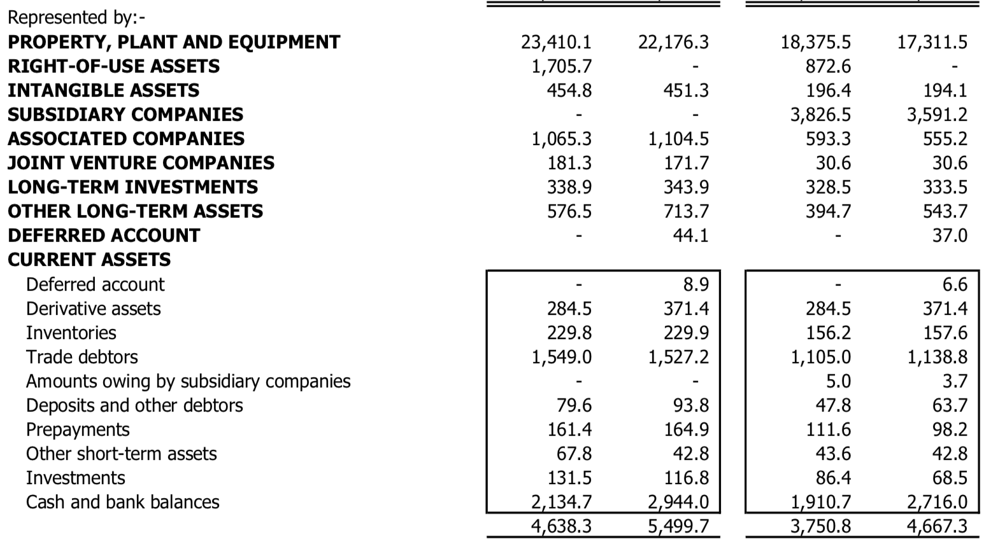 Represented by:-
PROPERTY, PLANT AND EQUIPMENT 23,410.1 22,176.3 18,375.5 17,311.5
RIGHT-OF-USE ASSETS 1,705.7 - 872.6 -
INTANGIBLE ASSETS 454.8 451.3 196.4 194.1
SUBSIDIARY COMPANIES - - 3,826.5 3,591.2
ASSOCIATED COMPANIES 1,065.3 1,104.5 593.3 555.2
JOINT VENTURE COMPANIES 181.3 171.7 30.6 30.6
LONG-TERM INVESTMENTS 338.9 343.9 328.5 333.5
OTHER LONG-TERM ASSETS 576.5 713.7 394.7 543.7
DEFERRED ACCOUNT - 44.1 - 37.0
CURRENT ASSETS
Deferred account - 8.9 - 6.6
Derivative assets 284.5 371.4 284.5 371.4
Inventories 229.8 229.9 156.2 157.6
Trade debtors 1,549.0 1,527.2 1,105.0 1,138.8
Amounts owing by subsidiary companies - - 5.0 3.7
Deposits and other debtors 79.6 93.8 47.8 63.7
Prepayments 161.4 164.9 111.6 98.2
Other short-term assets 67.8 42.8 43.6 42.8
Investments 131.5 116.8 86.4 68.5
Cash and bank balances 2,134.7 2,944.0 1,910.7 2,716.0
4,638.3 5,499.7 3,750.8 4,667.3